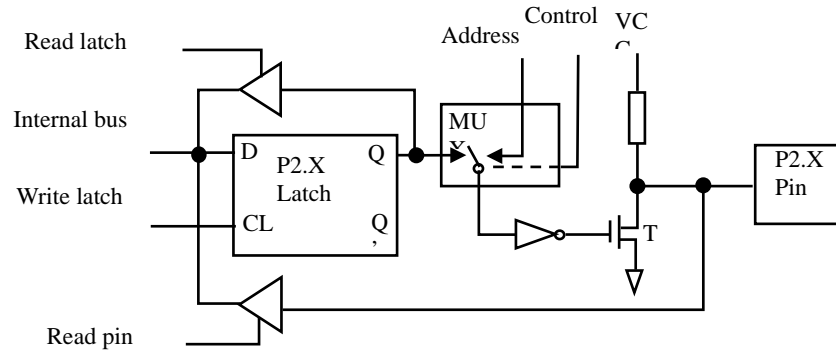 Read latch
Internal bus
Write latch
Read pin
D
Q
P2.X
Latch
CL
Q
,
Address
Control
MU
VC
T
P2.X
Pin